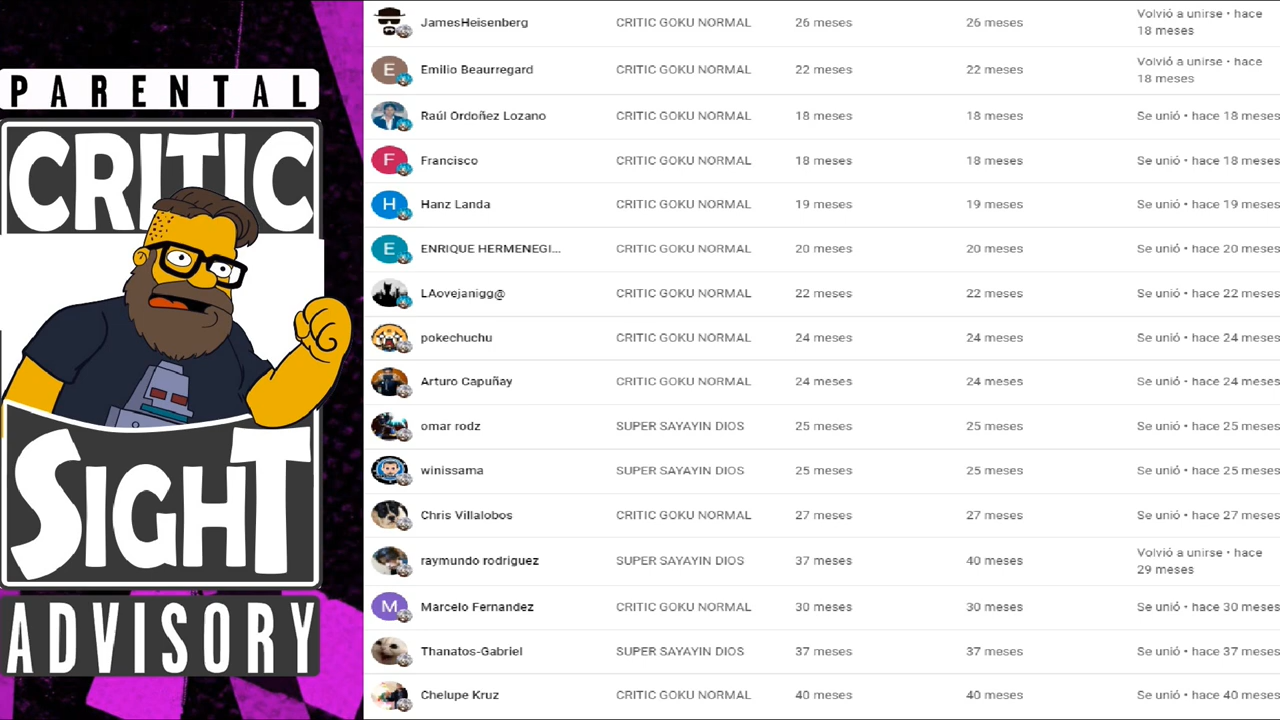 PARENTAL
CRITIC
SIGHT
ADVISORY
JamesHeisenberg CRITIC GOKU NORMAL 26 meses 26 meses Volvió a unirse • hace
18 meses
E Emilio Beaurregard CRITIC GOKU NORMAL 22 meses 22 meses Volvió a unirse • hace
18 meses
Raúl Ordoñez Lozano CRITIC GOKU NORMAL 18 meses 18 meses Se unió • hace 18 meses
F Francisco CRITIC GOKU NORMAL 18 meses 18 meses Se unió • hace 18 meses
H Hanz Landa CRITIC GOKU NORMAL 19 meses 19 meses Se unió • hace 19 meses
E ENRIQUE HERMENEGI... CRITIC GOKU NORMAL 20 meses 20 meses Se unió • hace 20 meses
LAovejanigg@ CRITIC GOKU NORMAL 22 meses 22 meses Se unió • hace 22 meses
pokechuchu CRITIC GOKU NORMAL 24 meses 24 meses Se unió • hace 24 meses
Arturo Capuñay CRITIC GOKU NORMAL 24 meses 24 meses Se unió • hace 24 meses
omar rodz SUPER SAYAYIN DIOS 25 meses 25 meses Se unió • hace 25 meses
winissama SUPER SAYAYIN DIOS 25 meses 25 meses Se unió • hace 25 meses
Chris Villalobos CRITIC GOKU NORMAL 27 meses 27 meses Se unió • hace 27 meses
raymundo rodriguez SUPER SAYAYIN DIOS 37 meses 40 meses Volvió a unirse • hace
29 meses
M Marcelo Fernandez CRITIC GOKU NORMAL 30 meses 30 meses Se unió • hace 30 meses
Thanatos-Gabriel SUPER SAYAYIN DIOS 37 meses 37 meses Se unió • hace 37 meses
Chelupe Kruz CRITIC GOKU NORMAL 40 meses 40 meses Se unió • hace 40 meses